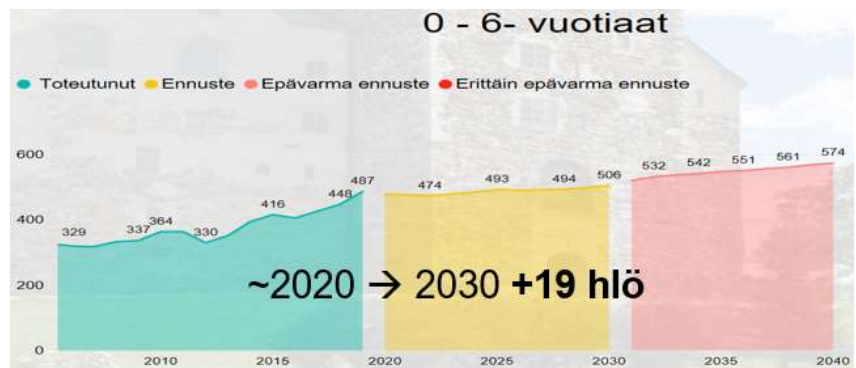 0 - 6- vuotiaat
Toteutunut Ennuste Epävarma ennuste Erittäin epävarma ennuste
600
400
200
0
329 337 364 330 416 448 487 474 493 494 506 532 542 551 561 574
~2020 → 2030 +19 hlö
2010 2015 2020 2025 2030 2035 2040